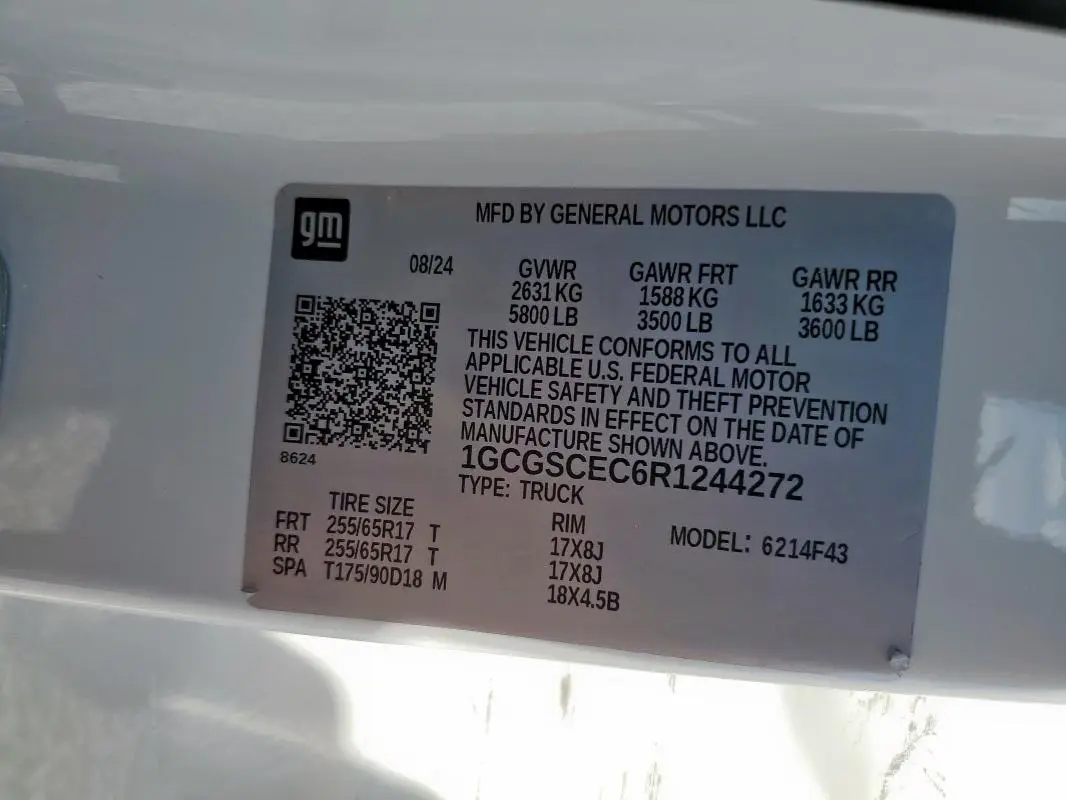 gm
MFD BY GENERAL MOTORS LLC
08/24 GVWR GAWR FRT GAWR RR
2631 KG 1588 KG 1633 KG
5800 LB 3500 LB 3600 LB
THIS VEHICLE CONFORMS TO ALL
APPLICABLE U.S. FEDERAL MOTOR
VEHICLE SAFETY AND THEFT PREVENTION
STANDARDS IN EFFECT ON THE DATE OF
MANUFACTURE SHOWN ABOVE.
8624
1GCGSCEC6R1244272
TYPE: TRUCK
TIRE SIZE RIM MODEL: 6214F43
FRT 255/65R17 T 17X8J
RR 255/65R17 T 17X8J
SPA T175/90D18 M 18X4.5B